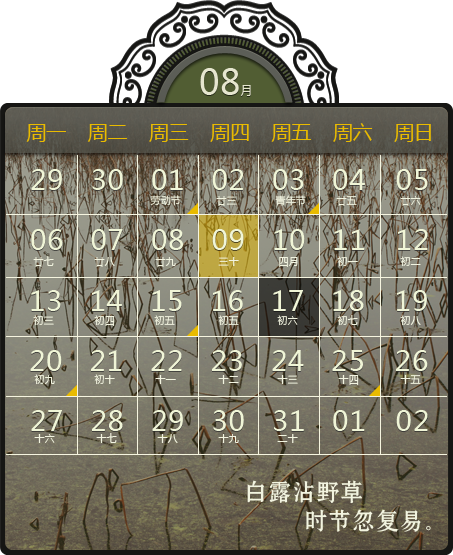 08月
周一 周二 周三 周四 周五 周六 周日
29 30 01 02 03 04 05
劳动节 廿三 青年节 廿五 廿六
06 07 08 09 10 11 12
廿七 廿八 廿九 三十 四月 初一 初二
13 14 15 16 17 18 19
初三 初四 初五 初五 初六 初七 初八
20 21 22 23 24 25 26
初九 初十 十一 十二 十三 十四 十五
27 28 29 30 31 01 02
十六 十七 十八 十九 二十
白露沾野草
时节忽复易。